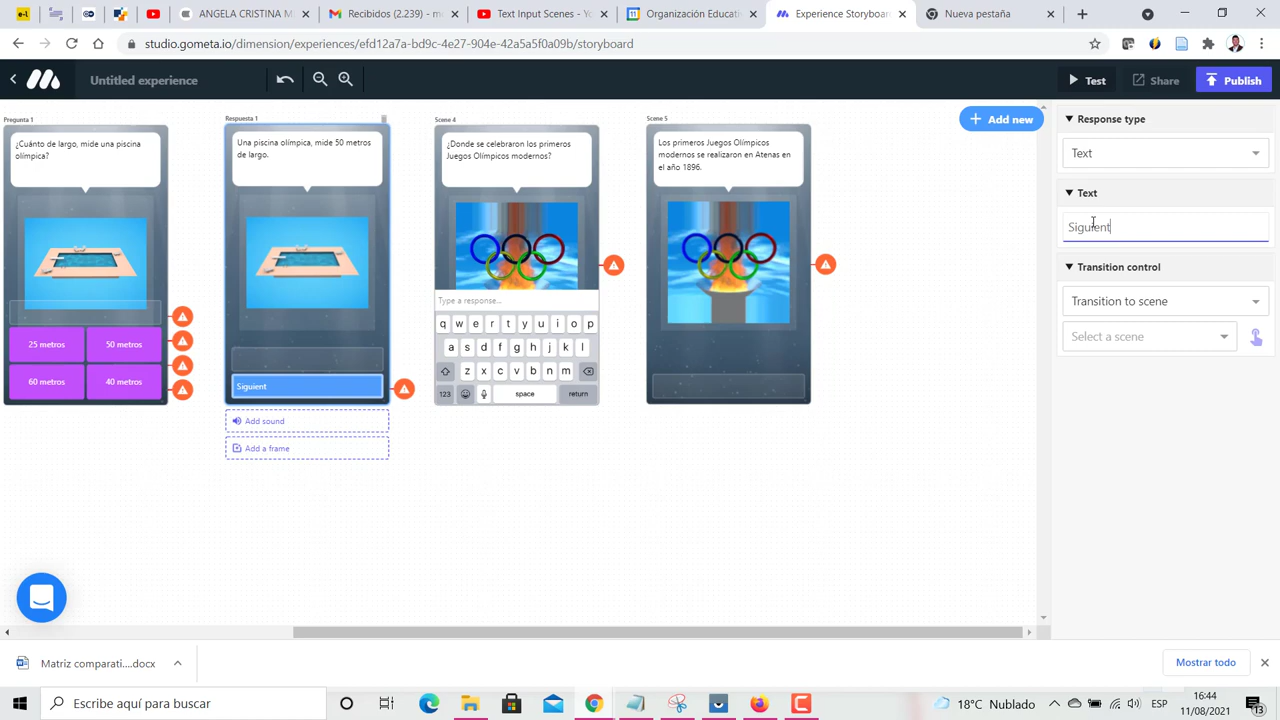 ANGELA CRISTINA M
Recibidos (2.239) - m
Text Input Scenes - Yo
Organización Educativ
Experience Storyboar
Nueva pestaña
studio.gometa.io/dimension/experiences/efd12a7a-bd9c-4e27-904e-42a5a5f0a09b/storyboard
Untitled experience
Test
Share
Publish
Pregunta 1
Respuesta 1
Scene 4
Scene 5
Add new
¿Cuánto de largo, mide una piscina
olímpica?
Una piscina olímpica, mide 50 metros
de largo.
¿Donde se celebraron los primeros
Juegos Olímpicos modernos?
Los primeros Juegos Olímpicos
modernos se realizaron en Atenas en
el año 1896.
25 metros
50 metros
60 metros
40 metros
Siguient
Type a response...
q w e r t y u i o p
a s d f g h j k l
z x c v b n m
123
space
return
Add sound
Add a frame
Response type
Text
Text
Siguient
Transition control
Transition to scene
Select a scene
Matriz comparati....docx
Mostrar todo
Escribe aquí para buscar
18°C Nublado
ESP
16:44
11/08/2021
13